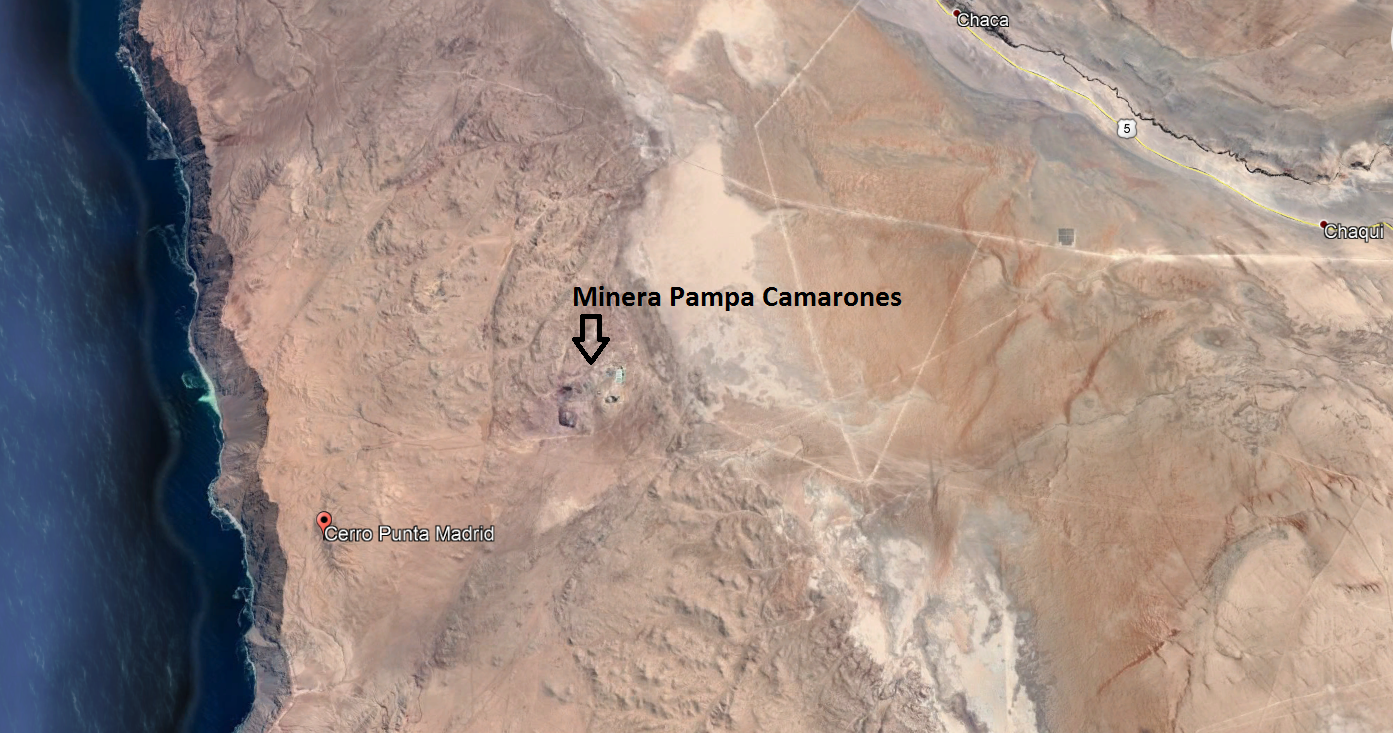 Chaca
5
Chaqui
Minera Pampa Camarones
Cerro Punta Madrid